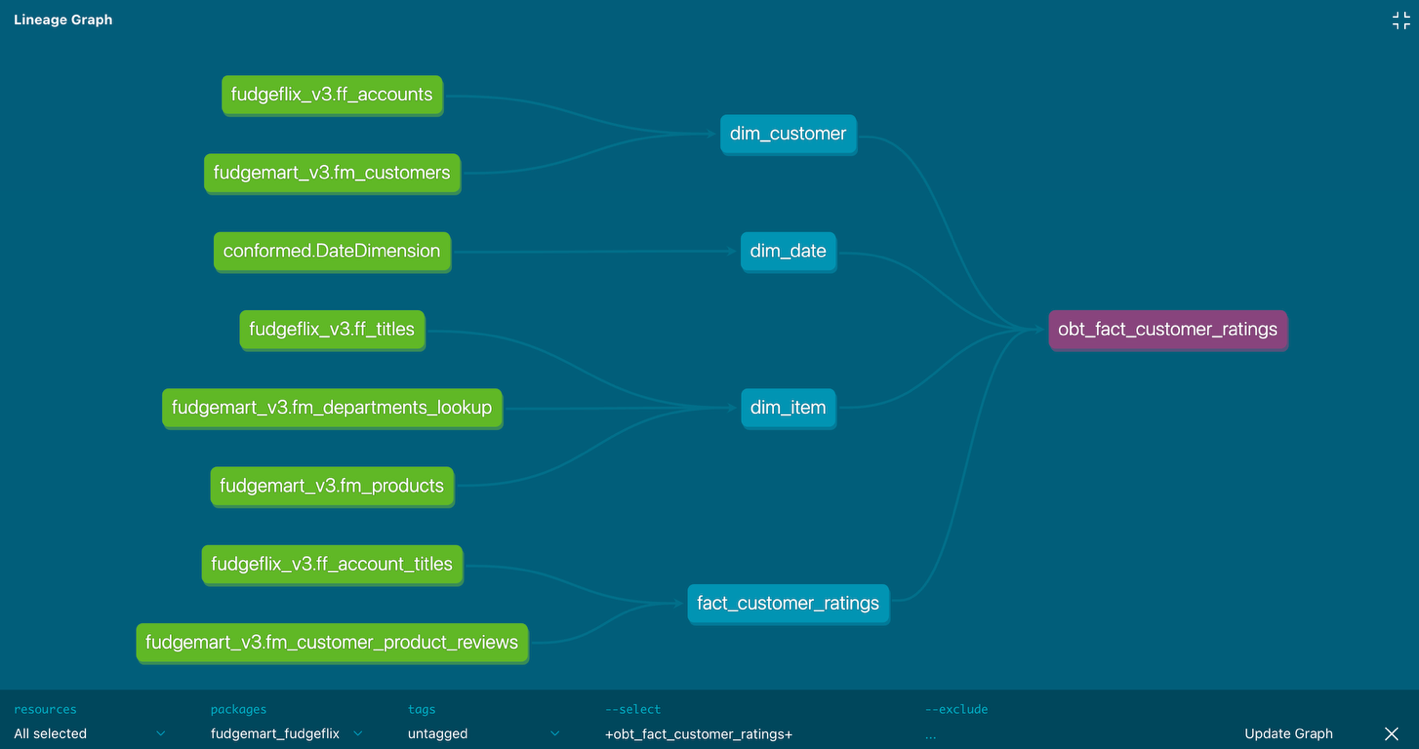 Lineage Graph
fudgeflix_v3.ff_accounts
dim_customer
fudgemart_v3.fm_customers
conformed.DateDimension
dim_date
fudgeflix_v3.ff_titles
obt_fact_customer_ratings
fudgemart_v3.fm_departments_lookup
dim_item
fudgemart_v3.fm_products
fudgeflix_v3.ff_account_titles
fact_customer_ratings
fudgemart_v3.fm_customer_product_reviews
resources packages tags --select --exclude
All selected fudgemart_fudgeflix untagged +obt_fact_customer_ratings+ ... Update Graph